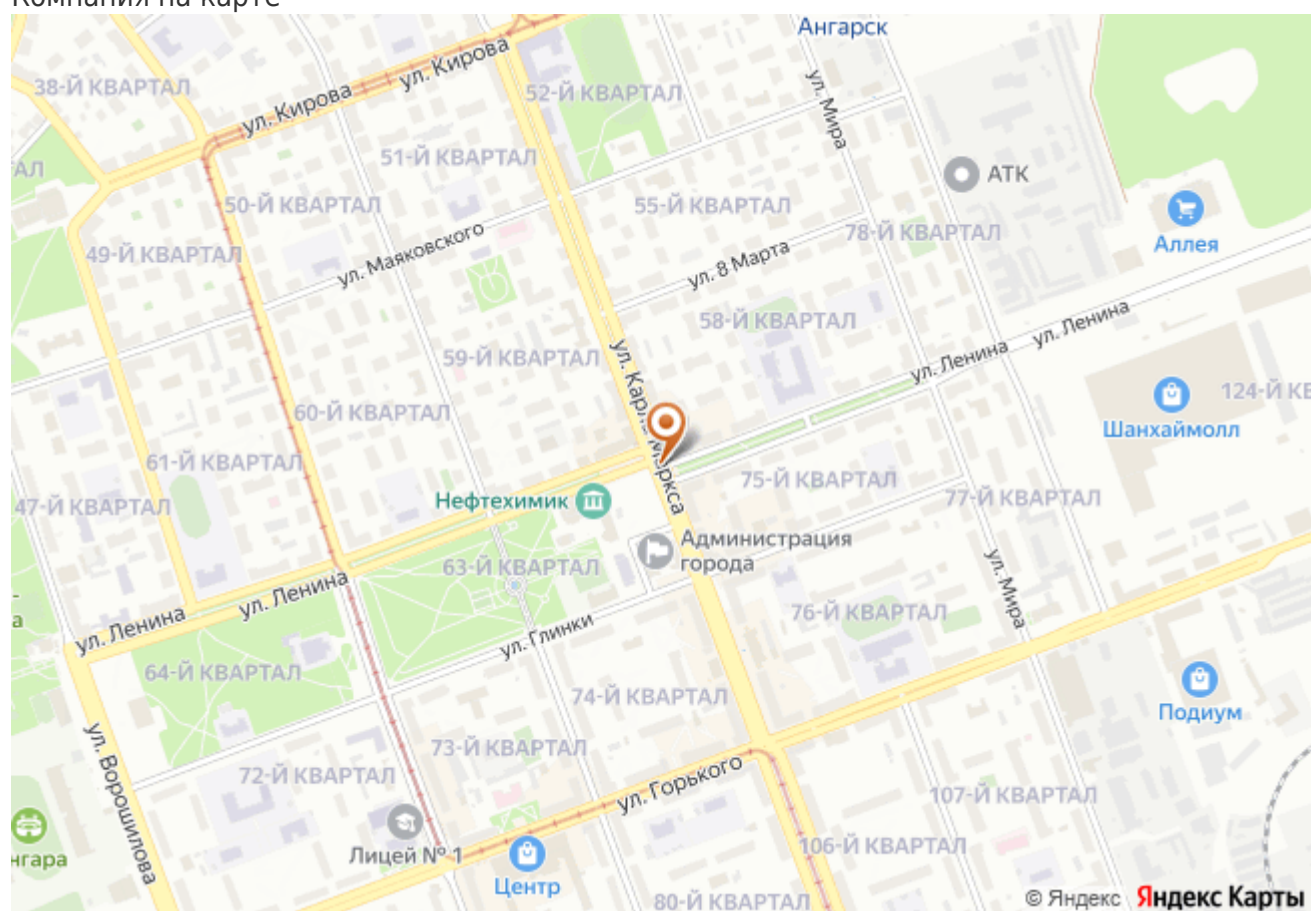 Компания на карте
Ангарск
ул. Кирова
38-Й КВАРТАЛ
52-Й КВАРТАЛ
ул. Кирова
ул. Мира
51-Й КВАРТАЛ
АТК
АЛ
50-Й КВАРТАЛ
55-Й КВАРТАЛ
78-Й КВАРТАЛ
Аллея
49-Й КВАРТАЛ
ул. Маяковского
ул. 8 Марта
58-Й КВАРТАЛ
ул. Ленина
ул. Ленина
59-Й КВАРТАЛ
ул. Карла Маркса
124-Й КВ
60-Й КВАРТАЛ
Шанхаймолл
61-Й КВАРТАЛ
75-Й КВАРТАЛ
47-Й КВАРТАЛ
Нефтехимик
77-Й КВАРТАЛ
Администрация
города
63-Й КВАРТАЛ
ул. Ленина
ул. Мира
а
ул. Ленина
76-Й КВАРТАЛ
ул. Глинки
64-Й КВАРТАЛ
74-Й КВАРТАЛ
Подиум
ул. Ворошилова
73-Й КВАРТАЛ
72-Й КВАРТАЛ
ул. Горького
107-Й КВАРТАЛ
нгара
Лицей № 1
106-Й КВАРТАЛ
Центр
80-Й КВАРТАЛ
© Яндекс Яндекс Карты